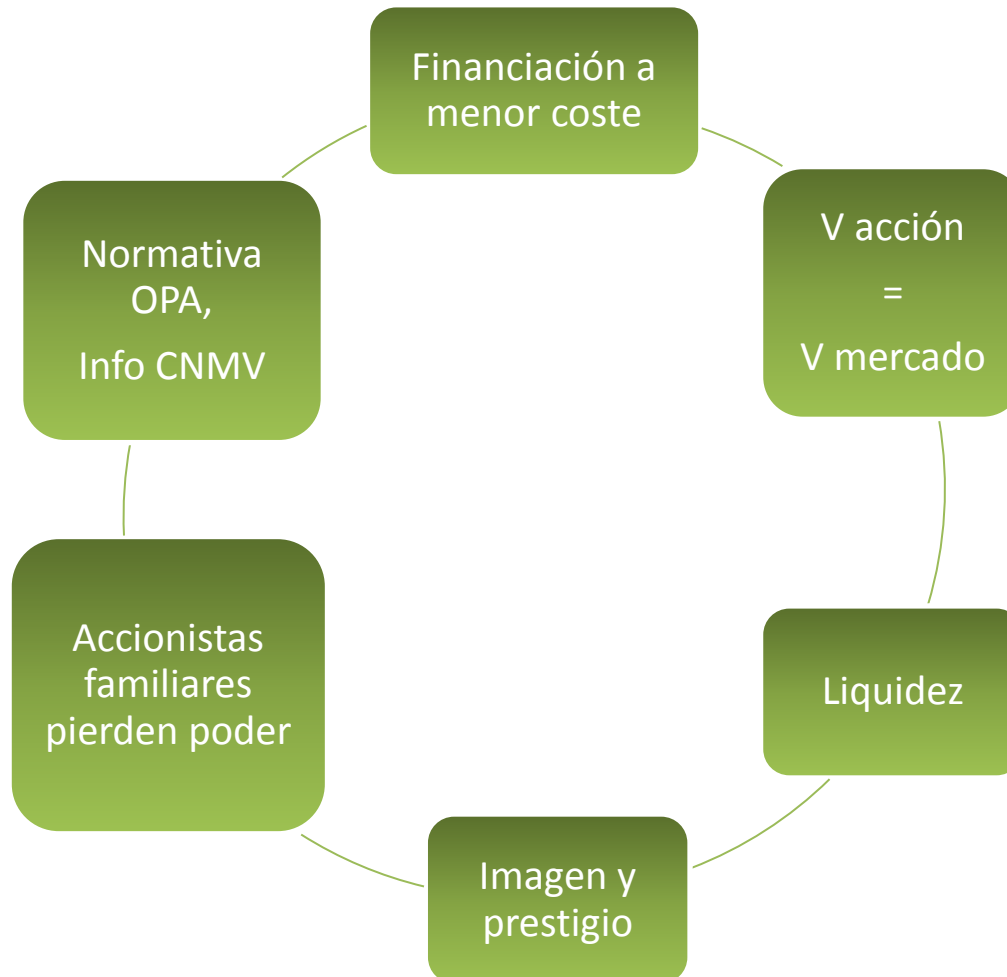 Financiación a
menor coste
V acción
=
V mercado
Liquidez
Imagen y
prestigio
Accionistas
familiares
pierden poder
Normativa
OPA,
Info CNMV